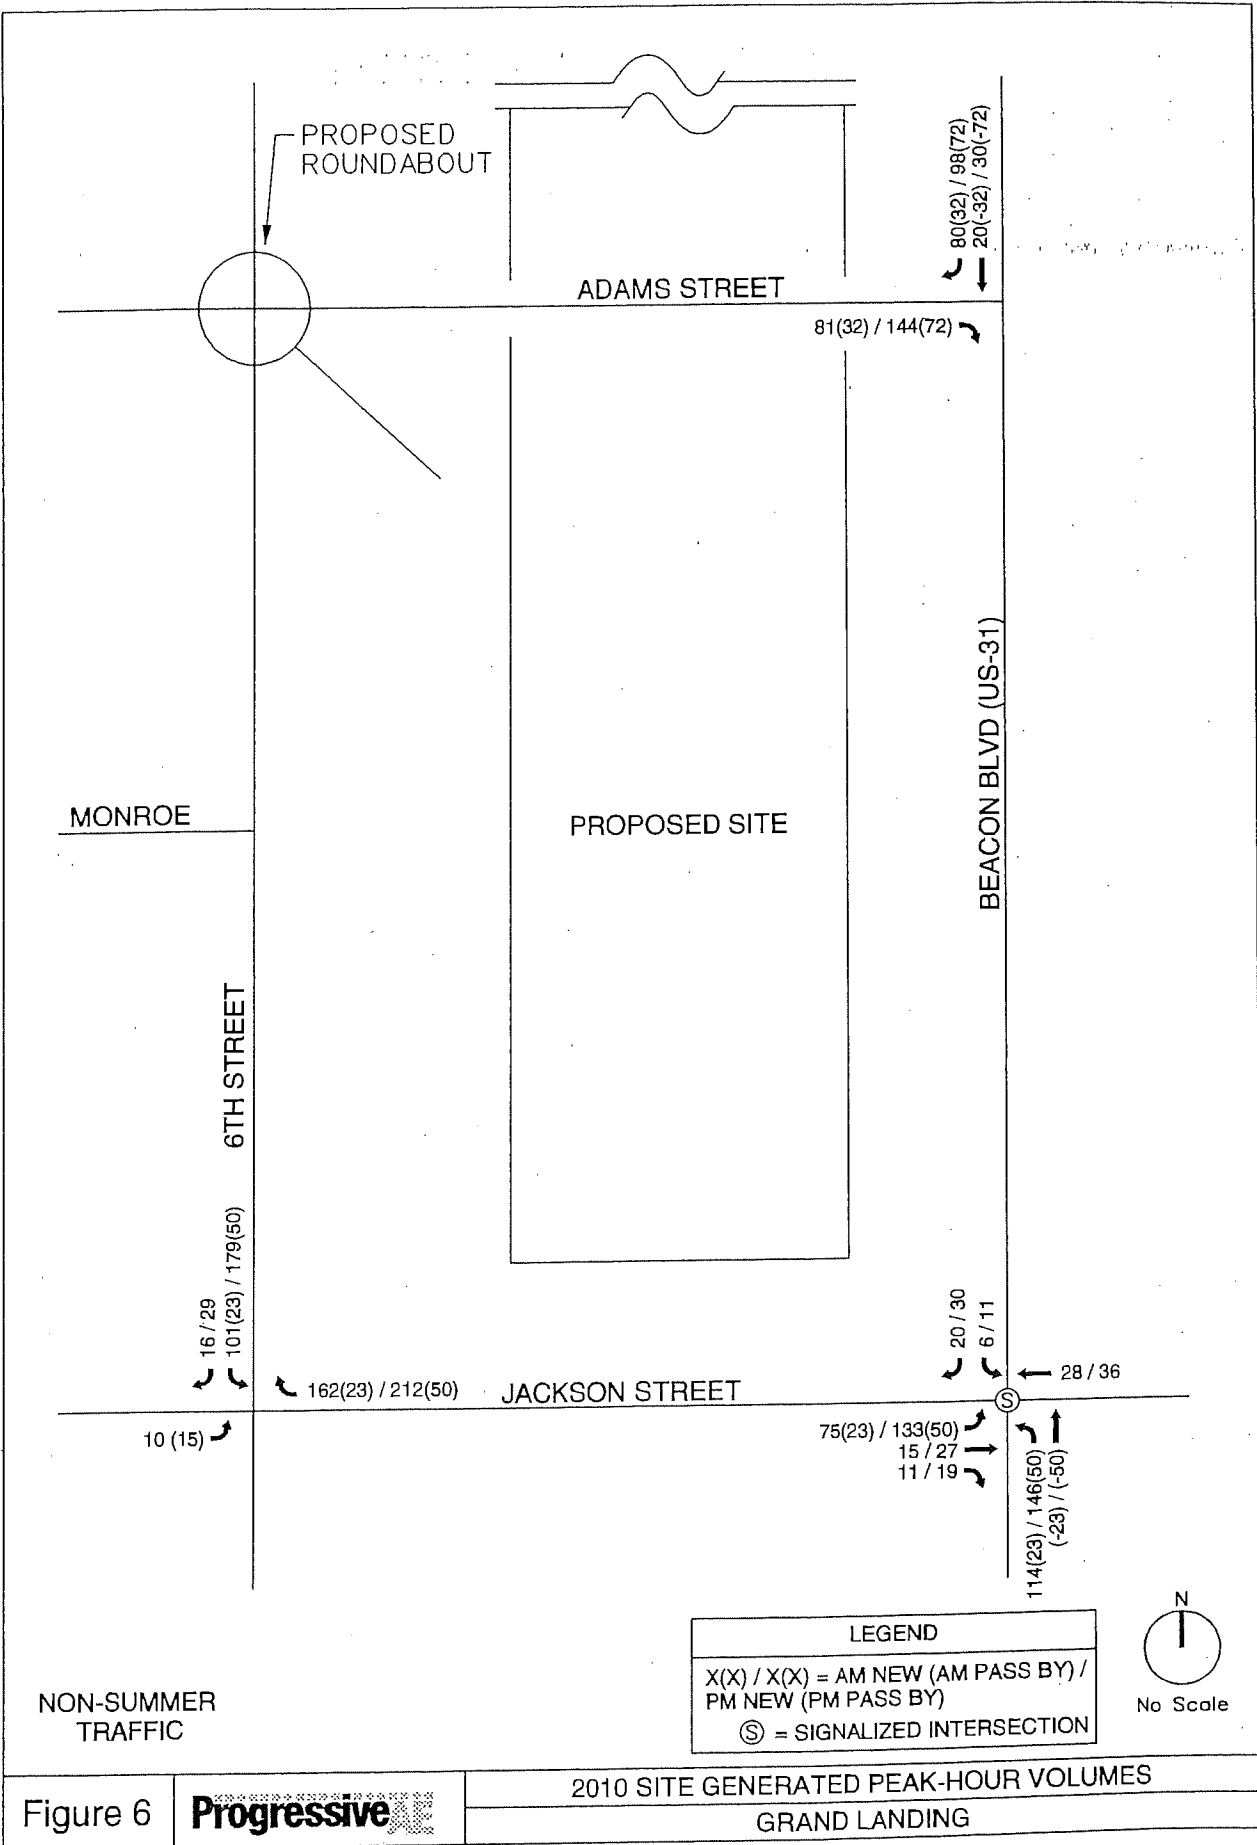 PROPOSED
ROUNDABOUT
80(32) / 98(72)
20(-32) / 30(-72)
ADAMS STREET
81(32) / 144(72)
BEACON BLVD (US-31)
MONROE
PROPOSED SITE
6TH STREET
16 / 29
101(23) / 179(50)
20 / 30
6 / 11
162(23) / 212(50)
JACKSON STREET
28 / 36
S
10 (15)
75(23) / 133(50)
15 / 27
11 / 19
114(23) / 146(50)
(-23) / (-50)
N
No Scale
LEGEND
X(X) / X(X) = AM NEW (AM PASS BY) /
PM NEW (PM PASS BY)
Ⓢ = SIGNALIZED INTERSECTION
NON-SUMMER
TRAFFIC
Figure 6
Progressive AE
2010 SITE GENERATED PEAK-HOUR VOLUMES
GRAND LANDING